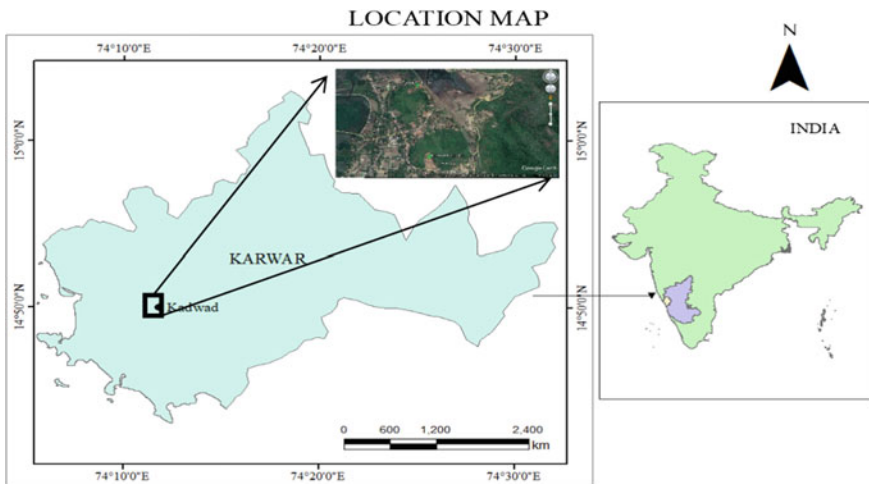 LOCATION MAP
74°10'0"E
74°20'0"E
74°30'0"E
N
INDIA
15°0'0"N
15°0'0"N
Google Earth
KARWAR
Kadwad
14°50'0"N
14°50'0"N
0 600 1,200 2,400
km
74°10'0"E
74°20'0"E
74°30'0"E